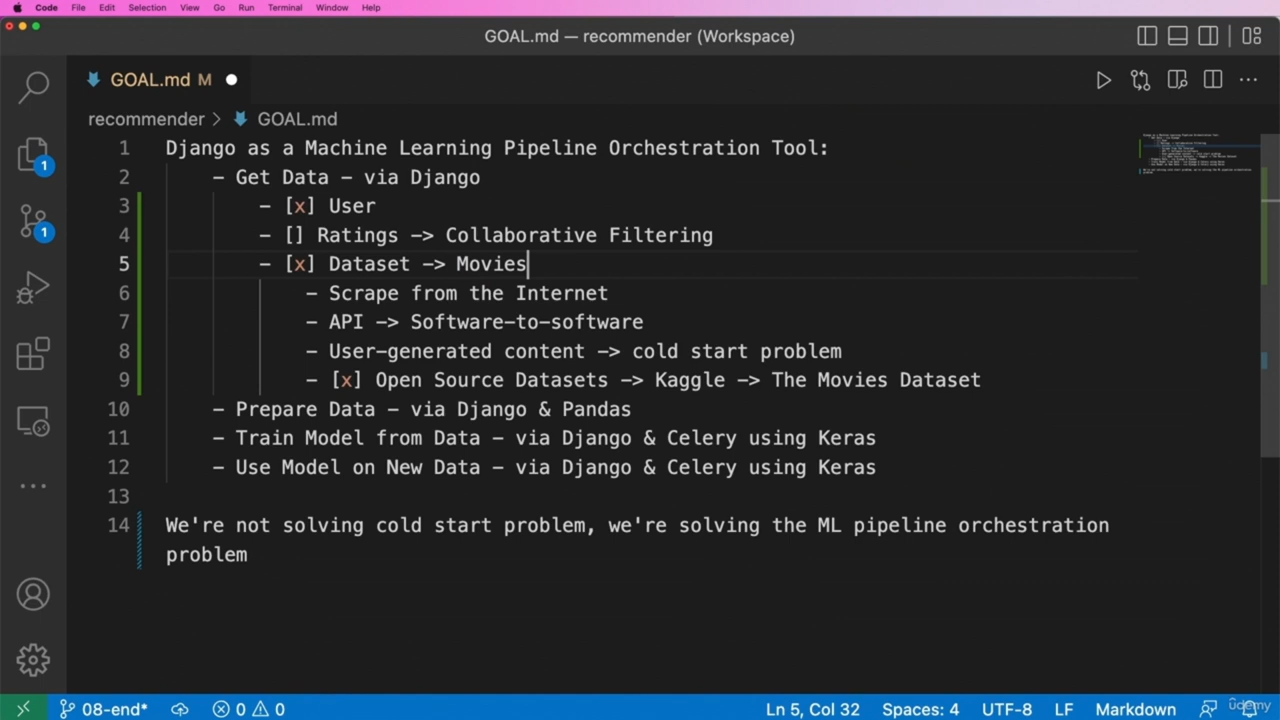 Code File Edit Selection View Go Run Terminal Window Help
GOAL.md — recommender (Workspace)
GOAL.md M
recommender > GOAL.md
1 Django as a Machine Learning Pipeline Orchestration Tool:
2 - Get Data - via Django
3 - [x] User
4 - [] Ratings -> Collaborative Filtering
5 - [x] Dataset -> Movies
6 - Scrape from the Internet
7 - API -> Software-to-software
8 - User-generated content -> cold start problem
9 - [x] Open Source Datasets -> Kaggle -> The Movies Dataset
10 - Prepare Data - via Django & Pandas
11 - Train Model from Data - via Django & Celery using Keras
12 - Use Model on New Data - via Django & Celery using Keras
13
14 We're not solving cold start problem, we're solving the ML pipeline orchestration
problem
1
1
08-end* 0 0 Ln 5, Col 32 Spaces: 4 UTF-8 LF Markdown
ûdemy